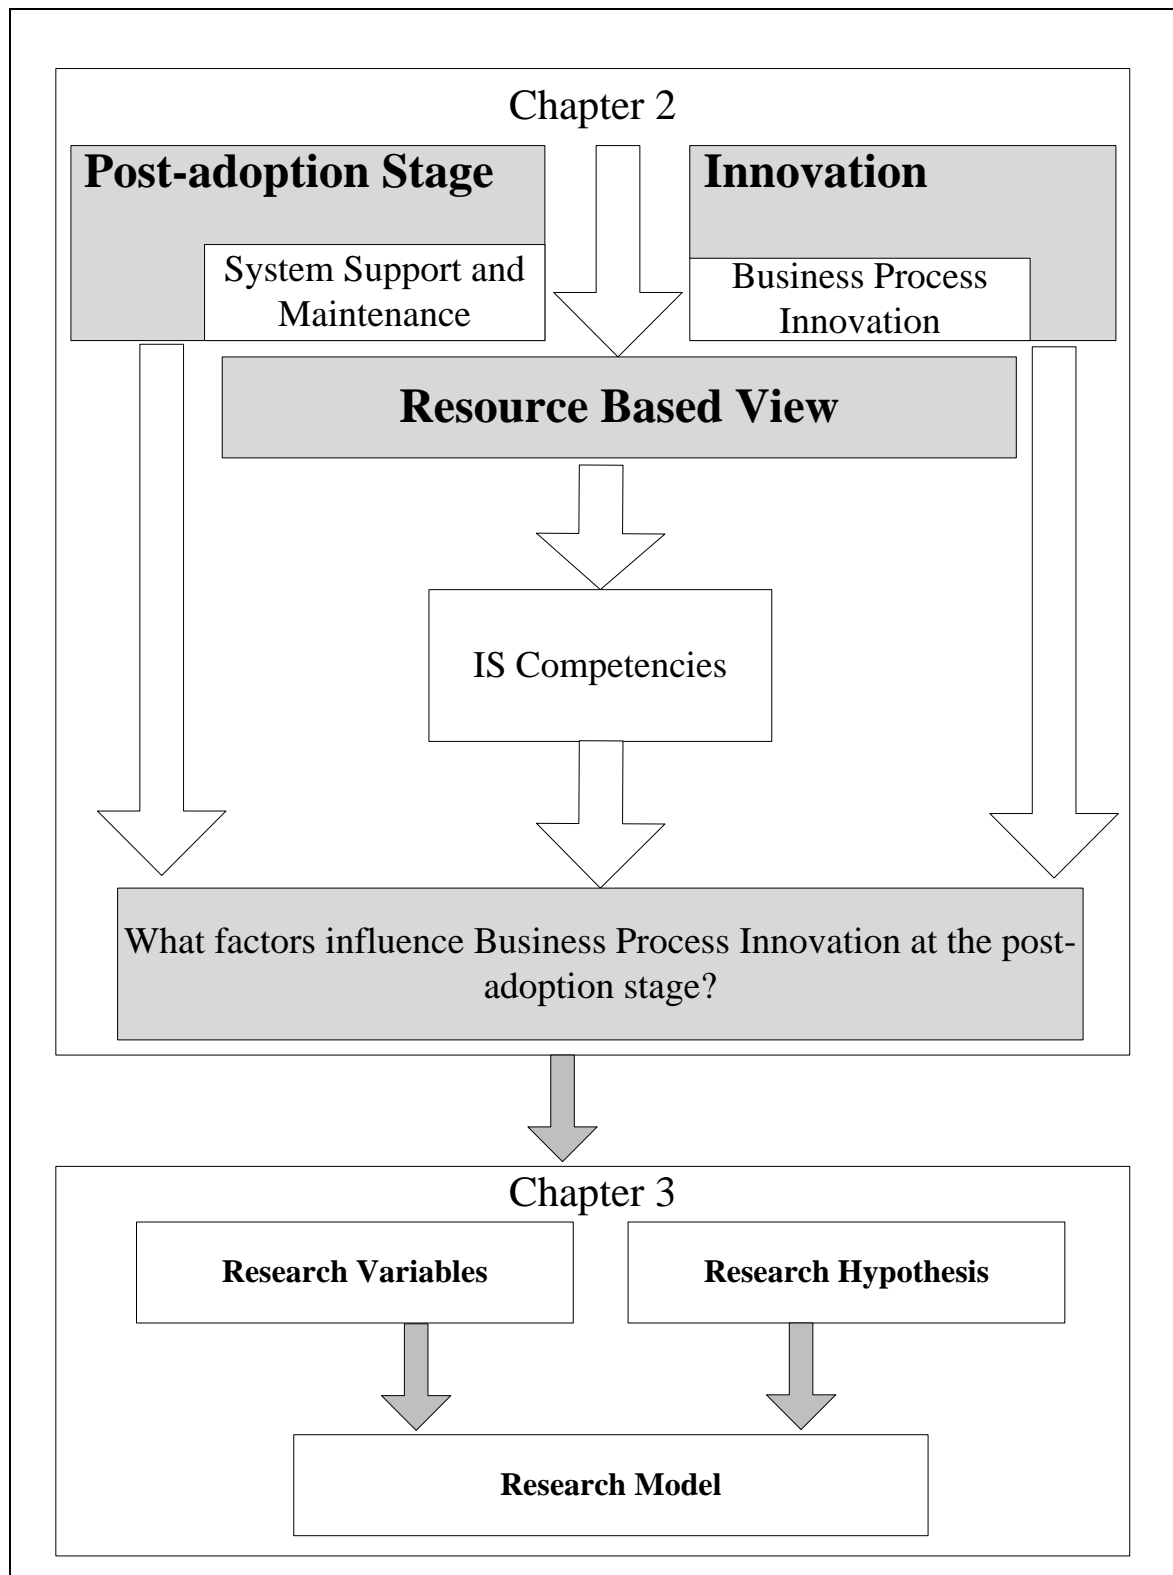 Chapter 2
Post-adoption Stage
System Support and
Maintenance
Innovation
Business Process
Innovation
Resource Based View
IS Competencies
What factors influence Business Process Innovation at the post-
adoption stage?
Chapter 3
Research Variables
Research Hypothesis
Research Model